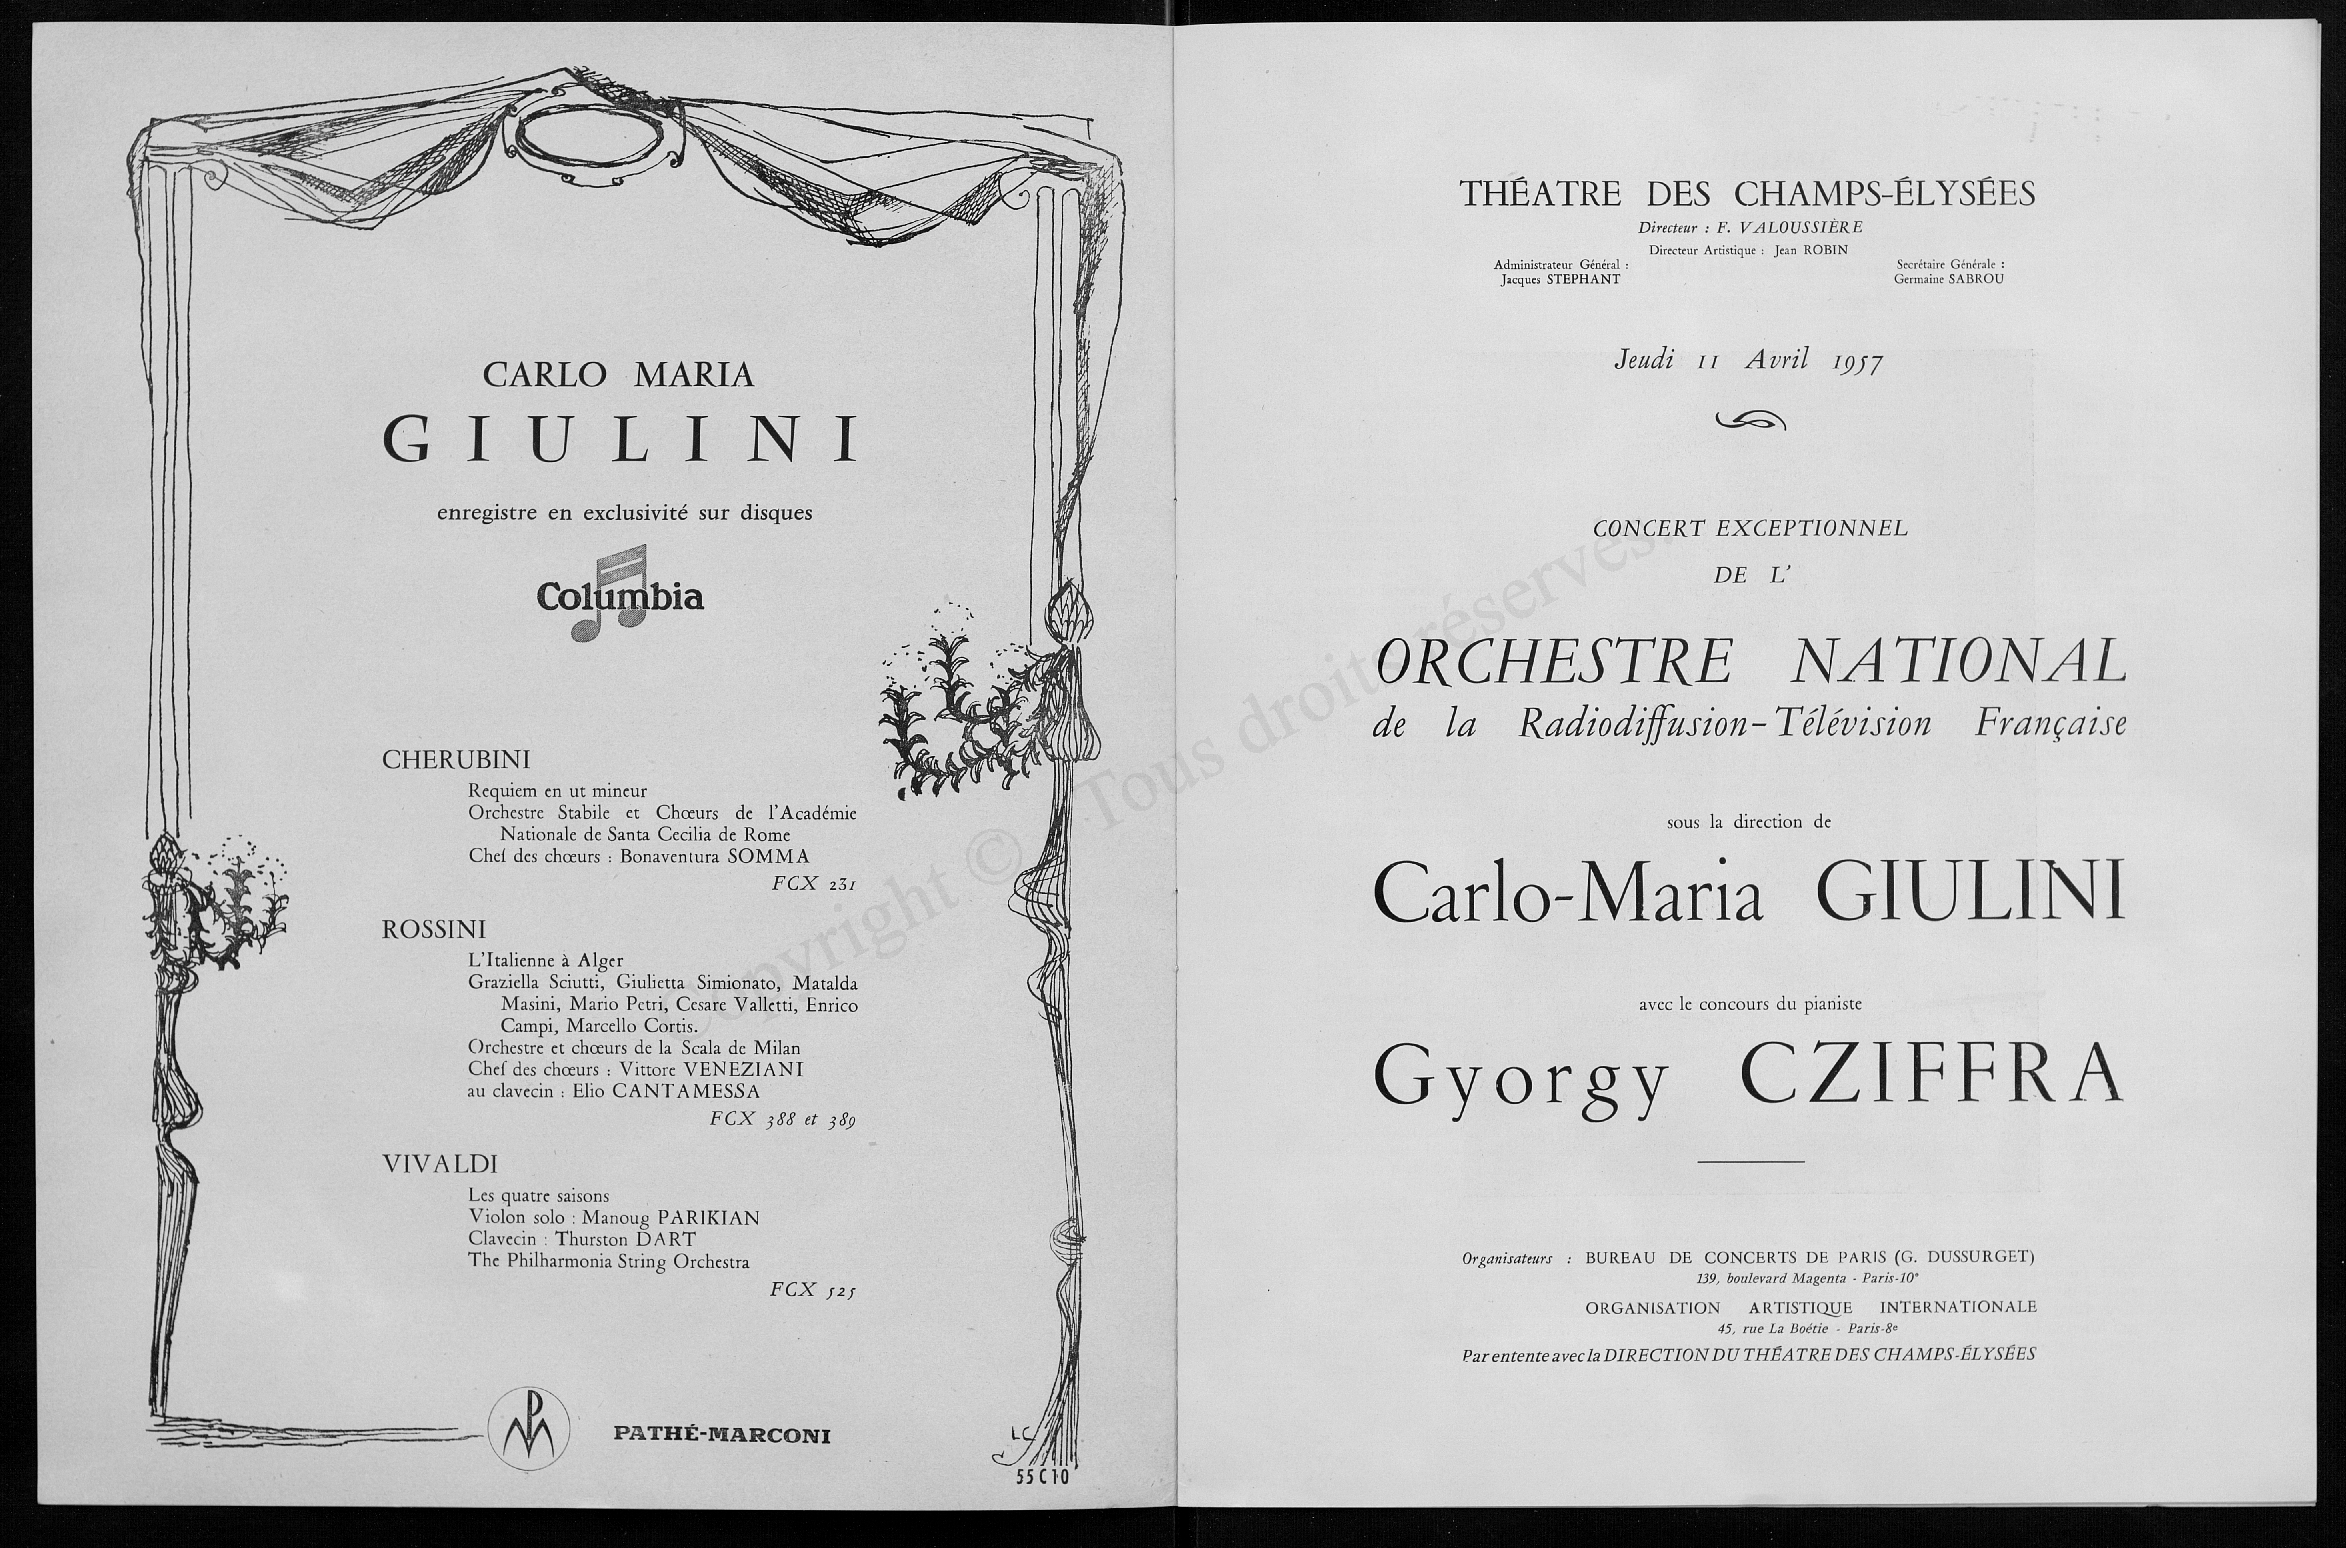 CARLO MARIA
GIULINI
enregistre en exclusivité sur disques
Columbia
CHERUBINI
Requiem en ut mineur
Orchestre Stabile et Chœurs de l'Académie
Nationale de Santa Cecilia de Rome
Chef des chœurs : Bonaventura SOMMA
FCX 231
ROSSINI
L'Italienne à Alger
Graziella Sciutti, Giulietta Simionato, Matalda
Masini, Mario Petri, Cesare Valletti, Enrico
Campi, Marcello Cortis.
Orchestre et chœurs de la Scala de Milan
Chef des chœurs : Vittore VENEZIANI
au clavecin : Elio CANTAMESSA
FCX 388 et 389
VIVALDI
Les quatre saisons
Violon solo : Manoug PARIKIAN
Clavecin : Thurston DART
The Philharmonia String Orchestra
FCX 525
PM
PATHÉ-MARCONI
LC
55C10
THÉATRE DES CHAMPS-ÉLYSÉES
Directeur : F. VALOUSSIÈRE
Directeur Artistique : Jean ROBIN
Administrateur Général :
Jacques STEPHANT
Secrétaire Générale :
Germaine SABROU
Jeudi 11 Avril 1957
CONCERT EXCEPTIONNEL
DE L'
ORCHESTRE NATIONAL
de la Radiodiffusion-Télévision Française
sous la direction de
Carlo-Maria GIULINI
avec le concours du pianiste
Gyorgy CZIFFRA
Organisateurs : BUREAU DE CONCERTS DE PARIS (G. DUSSURGET)
139, boulevard Magenta - Paris-10e
ORGANISATION ARTISTIQUE INTERNATIONALE
45, rue La Boétie - Paris-8e
Par entente avec la DIRECTION DU THÉATRE DES CHAMPS-ÉLYSÉES
Copyright © Tous droits réservés.